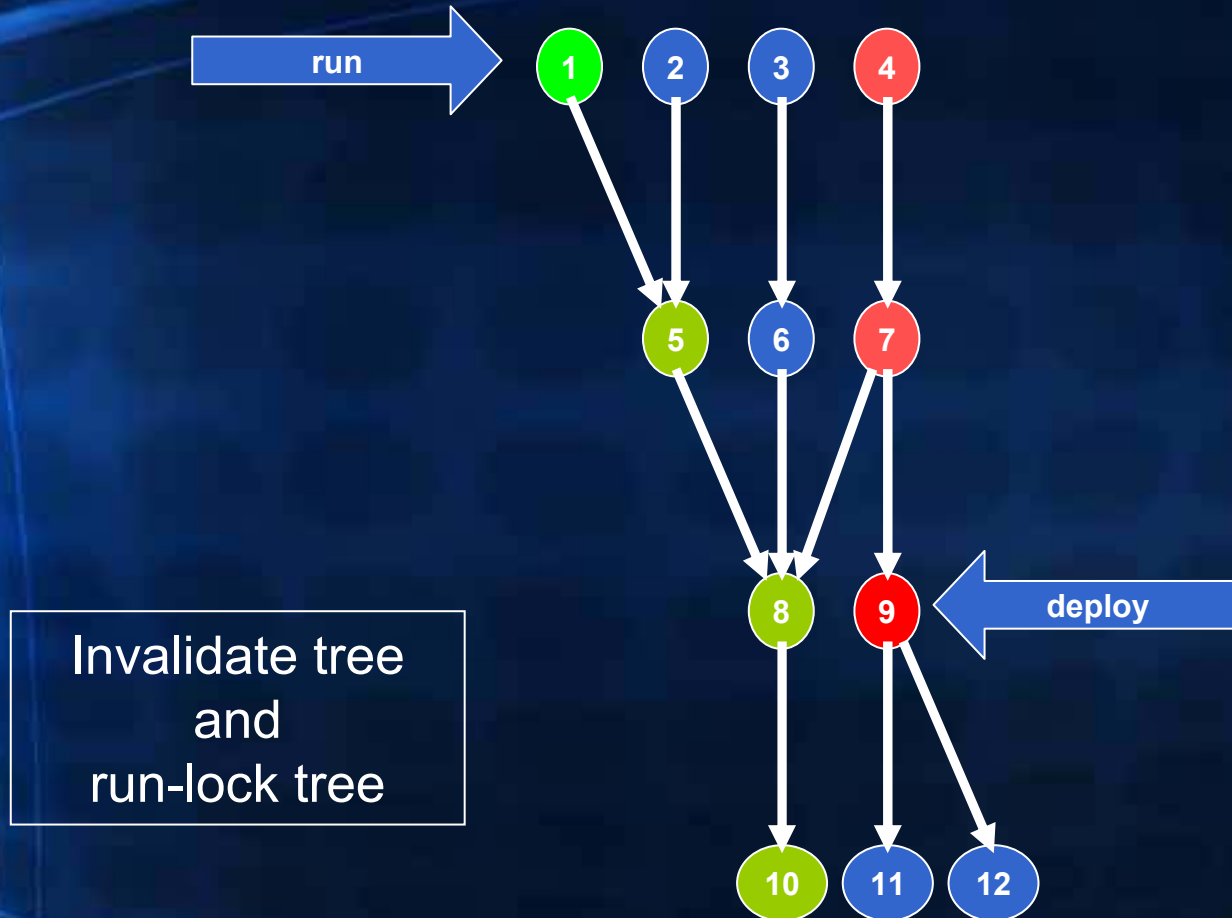 run
1 2 3 4
5 6 7
8 9
deploy
Invalidate tree
and
run-lock tree
10 11 12